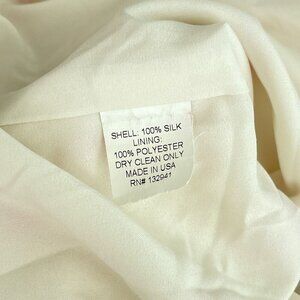 SHELL: 100% SILK
LINING:
100% POLYESTER
DRY CLEAN ONLY
MADE IN USA
RN# 132941